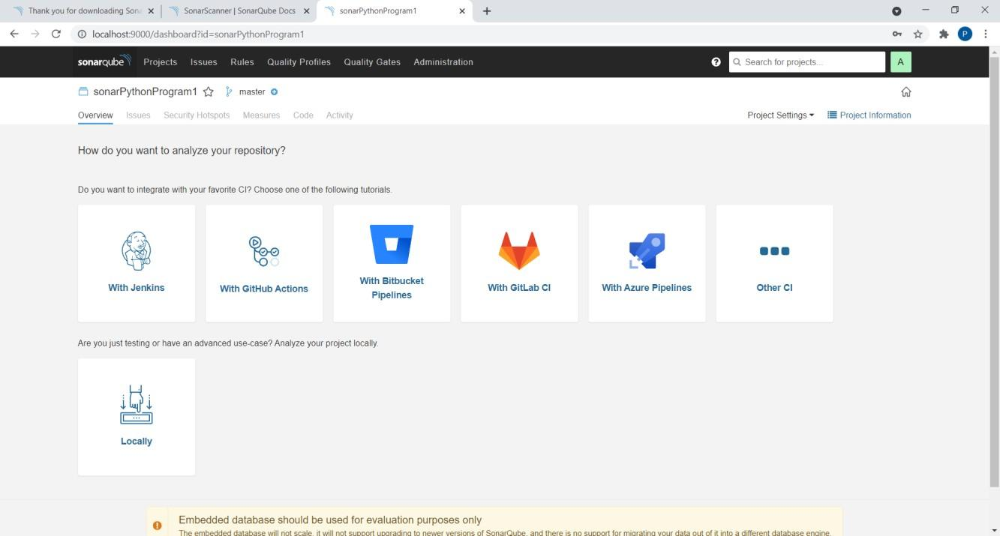 Thank you for downloading Sona
SonarScanner | SonarQube Docs
sonarPythonProgram1
localhost:9000/dashboard?id=sonarPythonProgram1
P
sonarqube
Projects
Issues
Rules
Quality Profiles
Quality Gates
Administration
Search for projects...
A
sonarPythonProgram1
master
Overview
Issues
Security Hotspots
Measures
Code
Activity
Project Settings
Project Information
How do you want to analyze your repository?
Do you want to integrate with your favorite CI? Choose one of the following tutorials.
With Jenkins
With GitHub Actions
With Bitbucket
Pipelines
With GitLab CI
With Azure Pipelines
Other CI
Are you just testing or have an advanced use-case? Analyze your project locally.
Locally
Embedded database should be used for evaluation purposes only
The embedded database will not scale, it will not support upgrading to newer versions of SonarQube, and there is no support for migrating your data out of it into a different database engine.